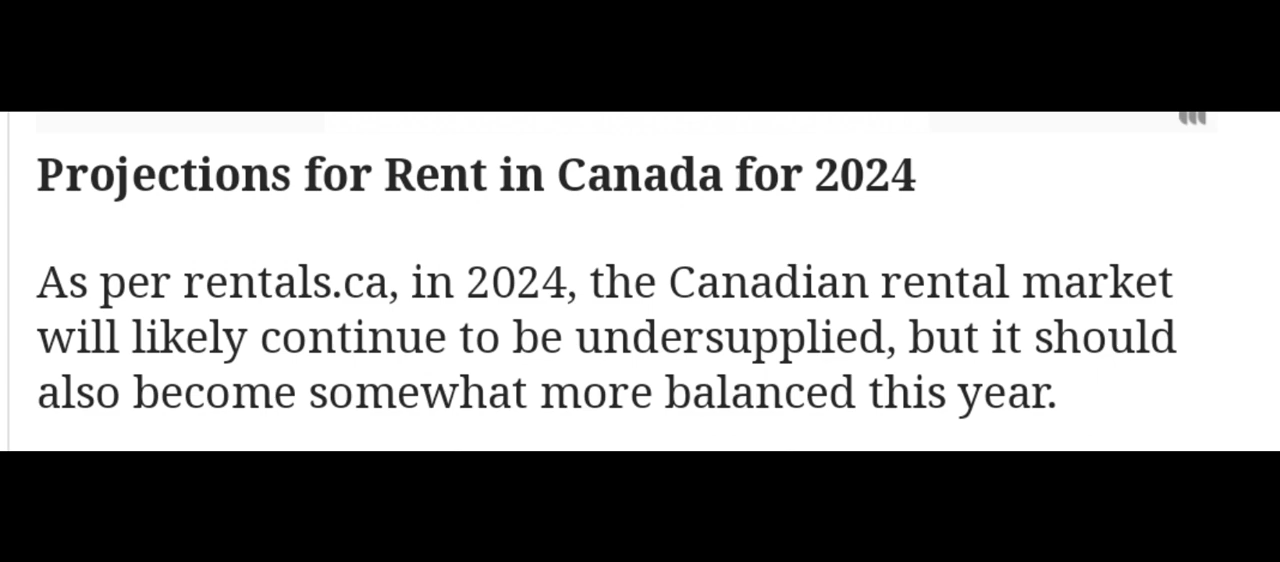 Projections for Rent in Canada for 2024
As per rentals.ca, in 2024, the Canadian rental market
will likely continue to be undersupplied, but it should
also become somewhat more balanced this year.